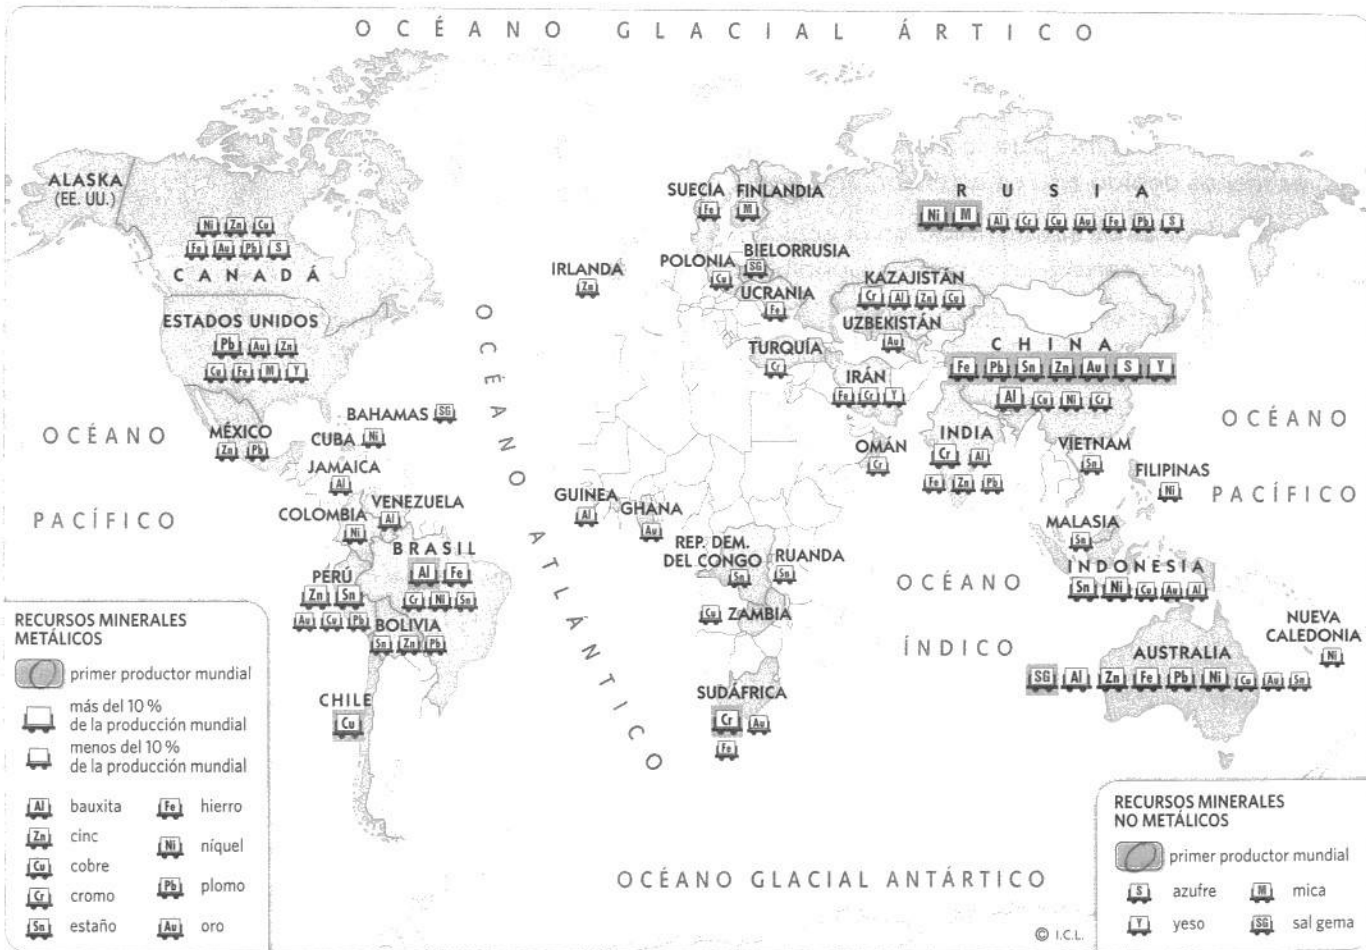 OCÉANO GLACIAL ÁRTICO
ALASKA
(EE. UU.)
Ni Zn Cu
Fe Au Pb S
CANADÁ
ESTADOS UNIDOS
Pb Au Zn
Cu Fe M Y
MÉXICO
Zn Pb
BAHAMAS SG
CUBA Ni
JAMAICA
Al
VENEZUELA
Al
COLOMBIA
Ni
BRASIL
Al Fe
Cr Ni Sn
PERÚ
Zn Sn
Au Cu Pb
BOLIVIA
Sn Zn Pb
CHILE
Cu
OCÉANO
PACÍFICO
OCÉANO ATLÁNTICO
IRLANDA
Zn
SUECIA
Fe
FINLANDIA
M
RUSIA
Ni M Al Cr Cu Au Fe Pb S
POLONIA
Cu
BIELORRUSIA
SG
UCRANIA
Fe
KAZAJISTÁN
Cr Al Zn Cu
UZBEKISTÁN
Au
TURQUÍA
Cr
IRÁN
Fe Cr Y
CHINA
Fe Pb Sn Zn Au S Y
Al Cu Ni Cr
OMÁN
Cr
INDIA
Cr Al
Fe Zn Pb
VIETNAM
Sn
FILIPINAS
Ni
OCÉANO
PACÍFICO
GUINEA
Al
GHANA
Au
REP. DEM.
DEL CONGO
Sn
RUANDA
Sn
Cu ZAMBIA
SUDÁFRICA
Cr Au
Fe
MALASIA
Sn
INDONESIA
Sn Ni Cu Au Al
OCÉANO
ÍNDICO
NUEVA
CALEDONIA
Ni
AUSTRALIA
SG Al Zn Fe Pb Ni Cu Au Sn
OCÉANO GLACIAL ANTÁRTICO
RECURSOS MINERALES
METÁLICOS
primer productor mundial
más del 10 %
de la producción mundial
menos del 10 %
de la producción mundial
Al bauxita
Zn cinc
Cu cobre
Cr cromo
Sn estaño
Fe hierro
Ni níquel
Pb plomo
Au oro
RECURSOS MINERALES
NO METÁLICOS
primer productor mundial
S azufre
Y yeso
M mica
SG sal gema
© I.C.L.